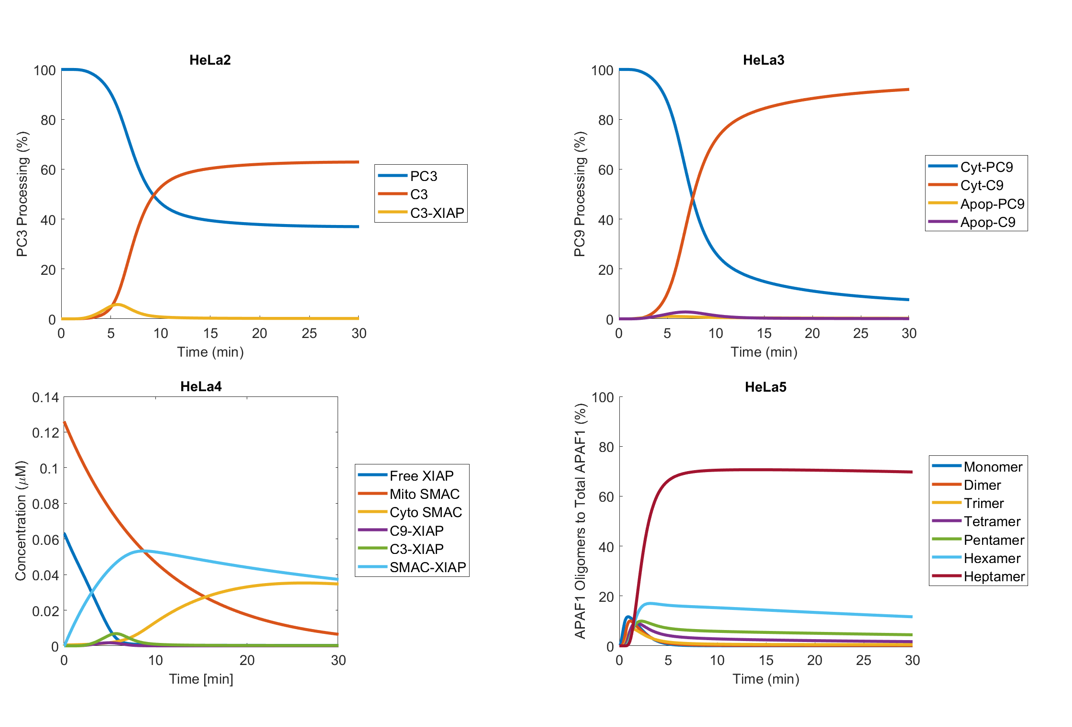 HeLa2
100
80
60
40
20
0
PC3 Processing (%)
0 5 10 15 20 25 30
Time (min)
PC3
C3
C3-XIAP
HeLa3
100
80
60
40
20
0
PC9 Processing (%)
0 5 10 15 20 25 30
Time (min)
Cyt-PC9
Cyt-C9
Apop-PC9
Apop-C9
HeLa4
0.14
0.12
0.1
0.08
0.06
0.04
0.02
0
Concentration (μM)
0 10 20 30
Time [min]
Free XIAP
Mito SMAC
Cyto SMAC
C9-XIAP
C3-XIAP
SMAC-XIAP
HeLa5
100
80
60
40
20
0
APAF1 Oligomers to Total APAF1 (%)
0 5 10 15 20 25 30
Time (min)
Monomer
Dimer
Trimer
Tetramer
Pentamer
Hexamer
Heptamer